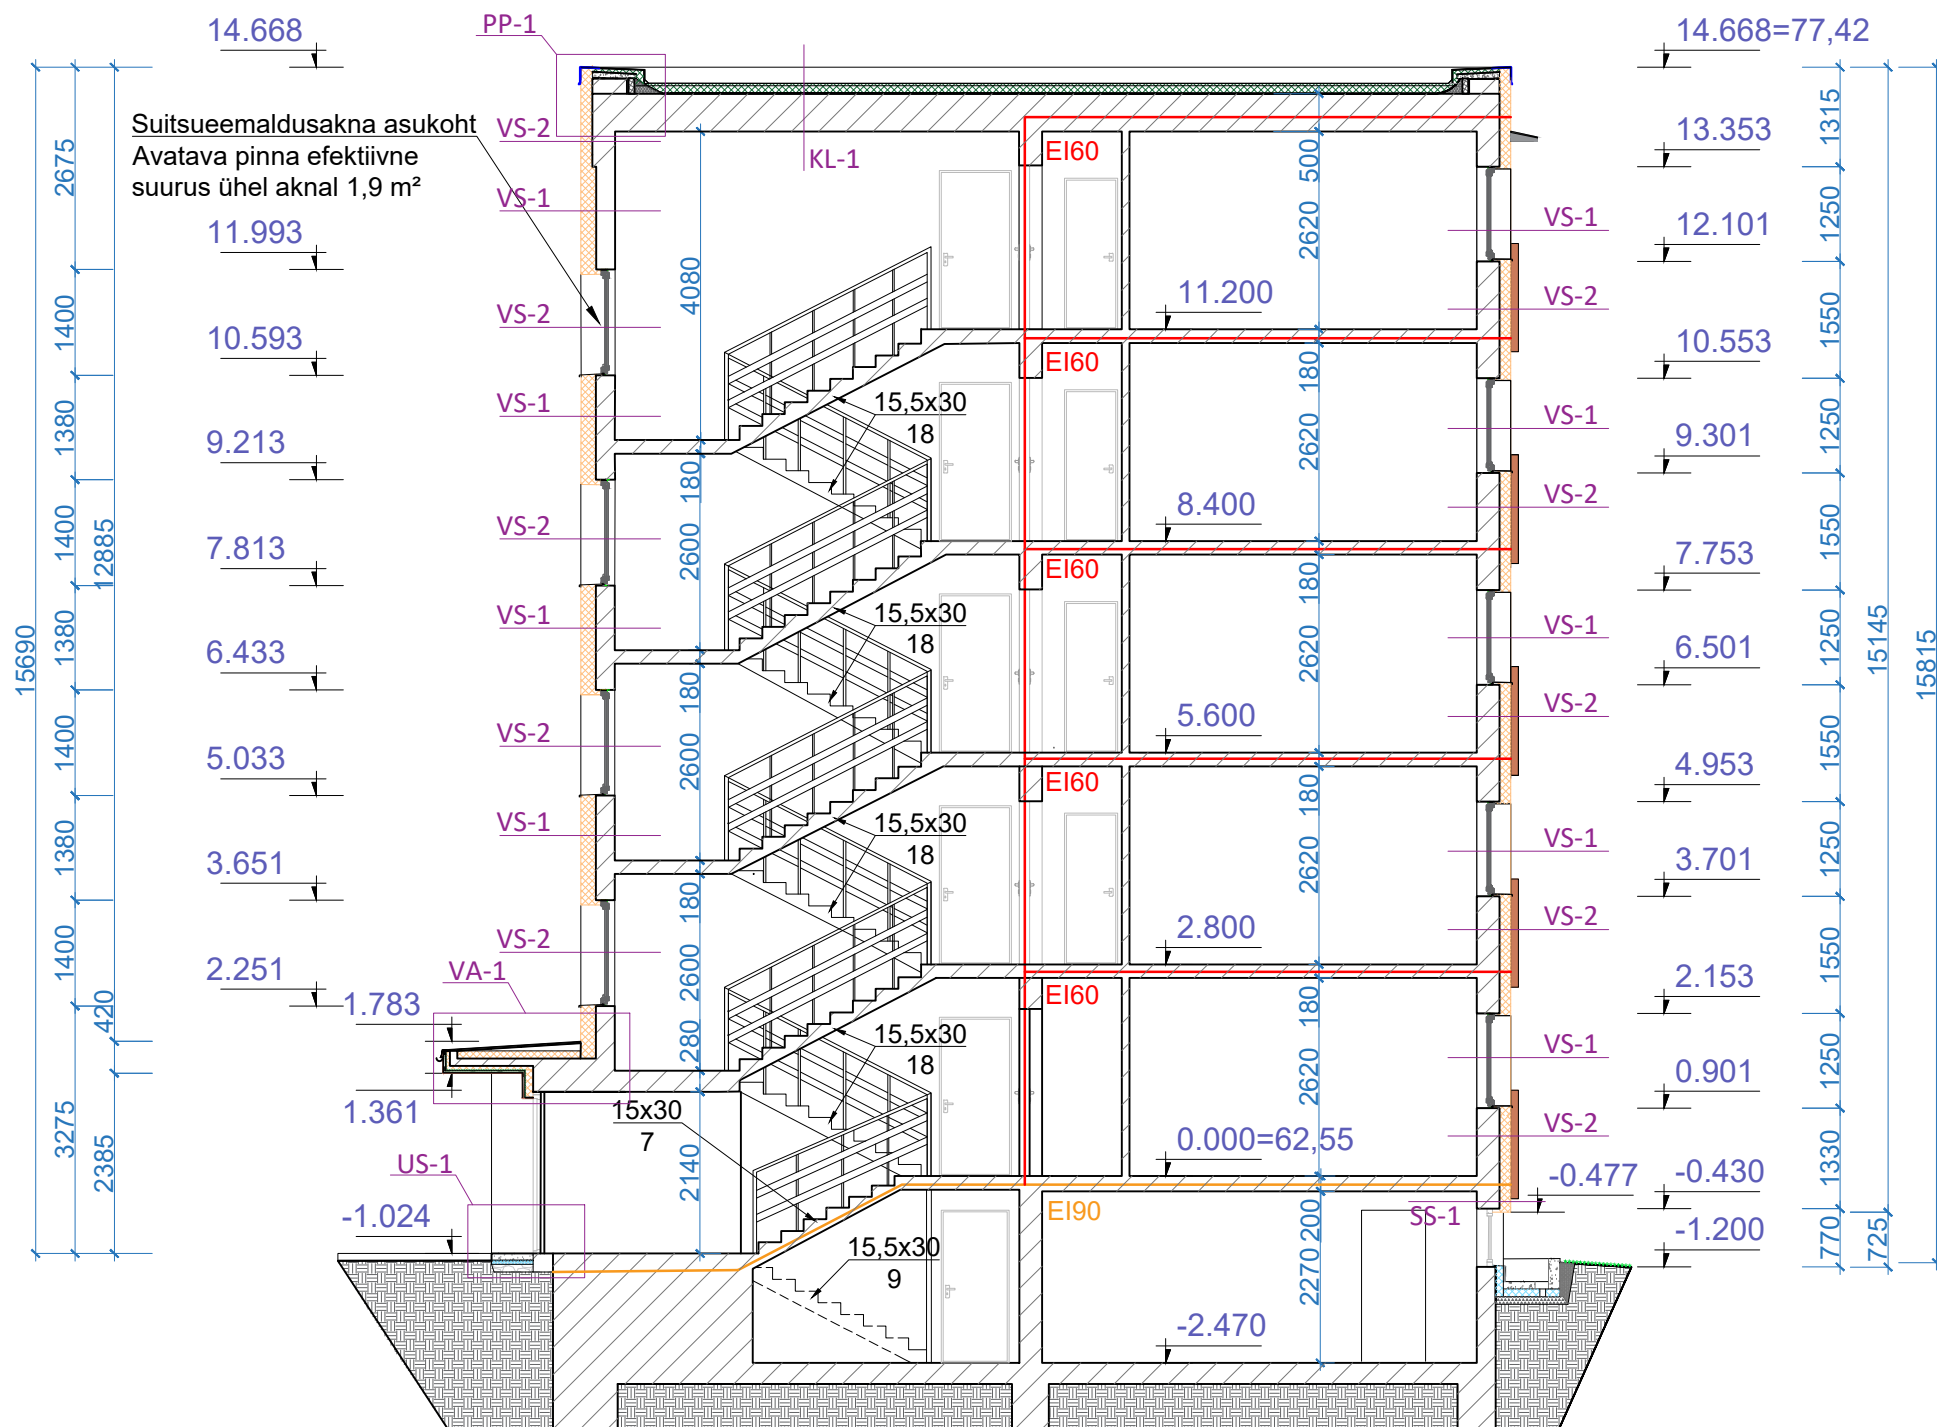 14.668
PP-1
14.668=77,42
Suitsueemaldusakna asukoht
Avatava pinna efektiivne
suurus ühel aknal 1,9 m²
VS-2
KL-1
EI60
500
13.353
1315
2675
VS-1
2620
VS-1
12.101
1250
11.993
4080
11.200
VS-2
VS-2
1550
1400
10.593
EI60
180
10.553
VS-1
15,5x30
18
2620
VS-1
1380
9.213
9.301
1250
180
8.400
VS-2
VS-2
1400
12885
7.813
2600
EI60
180
7.753
1550
VS-1
15,5x30
18
2620
VS-1
15690
1380
6.433
6.501
1250
15145
15815
180
5.600
VS-2
VS-2
1400
5.033
2600
EI60
180
4.953
1550
VS-1
15,5x30
18
2620
VS-1
1380
3.651
3.701
1250
180
2.800
VS-2
VS-2
1400
2.251
VA-1
2600
EI60
180
2.153
1550
420
1.783
280
15,5x30
18
2620
VS-1
1.361
15x30
7
0.901
1250
3275
2385
US-1
2140
0.000=62,55
VS-2
1330
-1.024
EI90
200
SS-1
-0.477
-0.430
-1.200
15,5x30
9
2270
770
725
-2.470